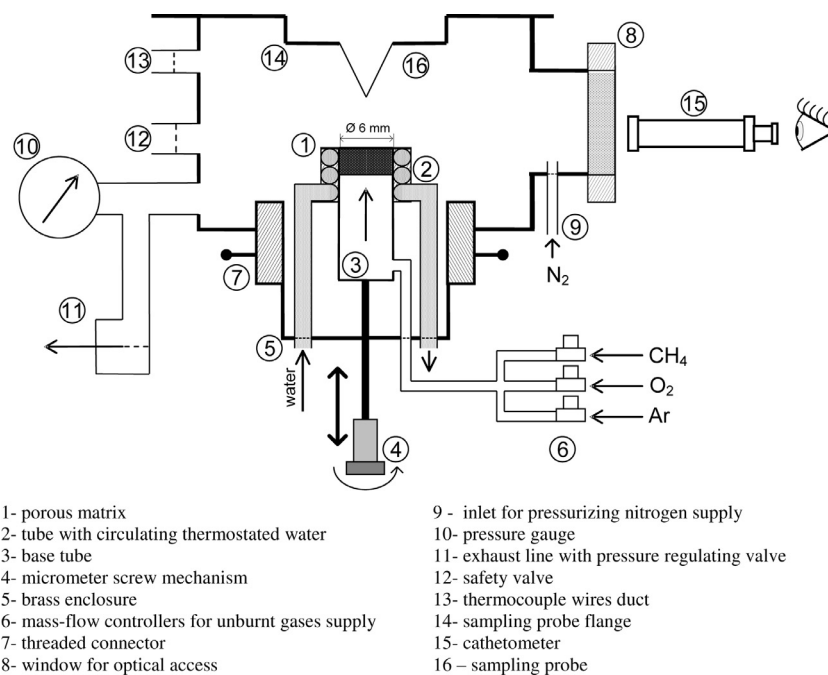 8
13
14
16
15
Ø 6 mm
1
12
10
2
9
N₂
3
7
11
5
water
CH₄
O₂
Ar
4
6
1- porous matrix
2- tube with circulating thermostated water
3- base tube
4- micrometer screw mechanism
5- brass enclosure
6- mass-flow controllers for unburnt gases supply
7- threaded connector
8- window for optical access
9 - inlet for pressurizing nitrogen supply
10- pressure gauge
11- exhaust line with pressure regulating valve
12- safety valve
13- thermocouple wires duct
14- sampling probe flange
15- cathetometer
16 – sampling probe